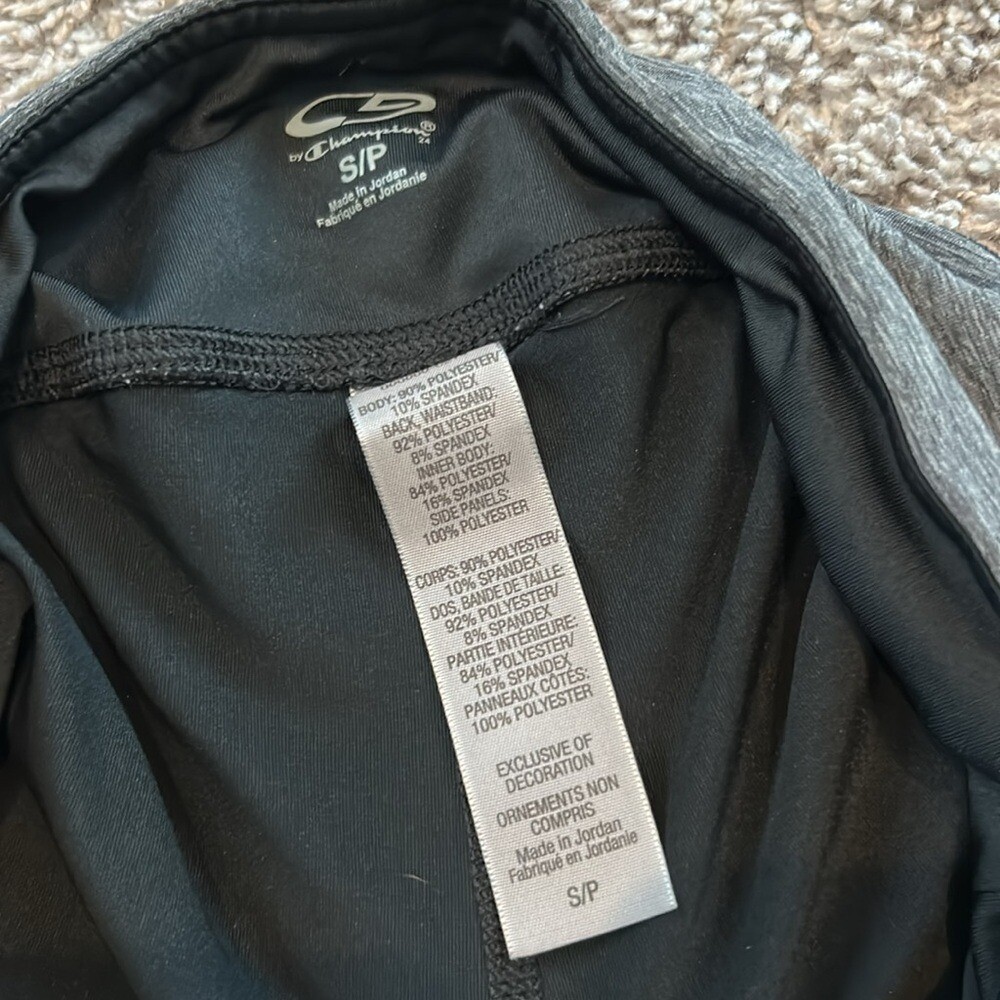 by Champion® 24
S/P
Made in Jordan
Fabriqué en Jordanie
BODY: 90% POLYESTER/
10% SPANDEX
BACK, WAISTBAND:
92% POLYESTER/
8% SPANDEX
INNER BODY:
84% POLYESTER/
16% SPANDEX
SIDE PANELS:
100% POLYESTER
CORPS: 90% POLYESTER/
10% SPANDEX
DOS, BANDE DE TAILLE:
92% POLYESTER/
8% SPANDEX
PARTIE INTÉRIEURE:
84% POLYESTER/
16% SPANDEX
PANNEAUX CÔTÉS:
100% POLYESTER
EXCLUSIVE OF
DECORATION
ORNEMENTS NON
COMPRIS
Made in Jordan
Fabriqué en Jordanie
S/P